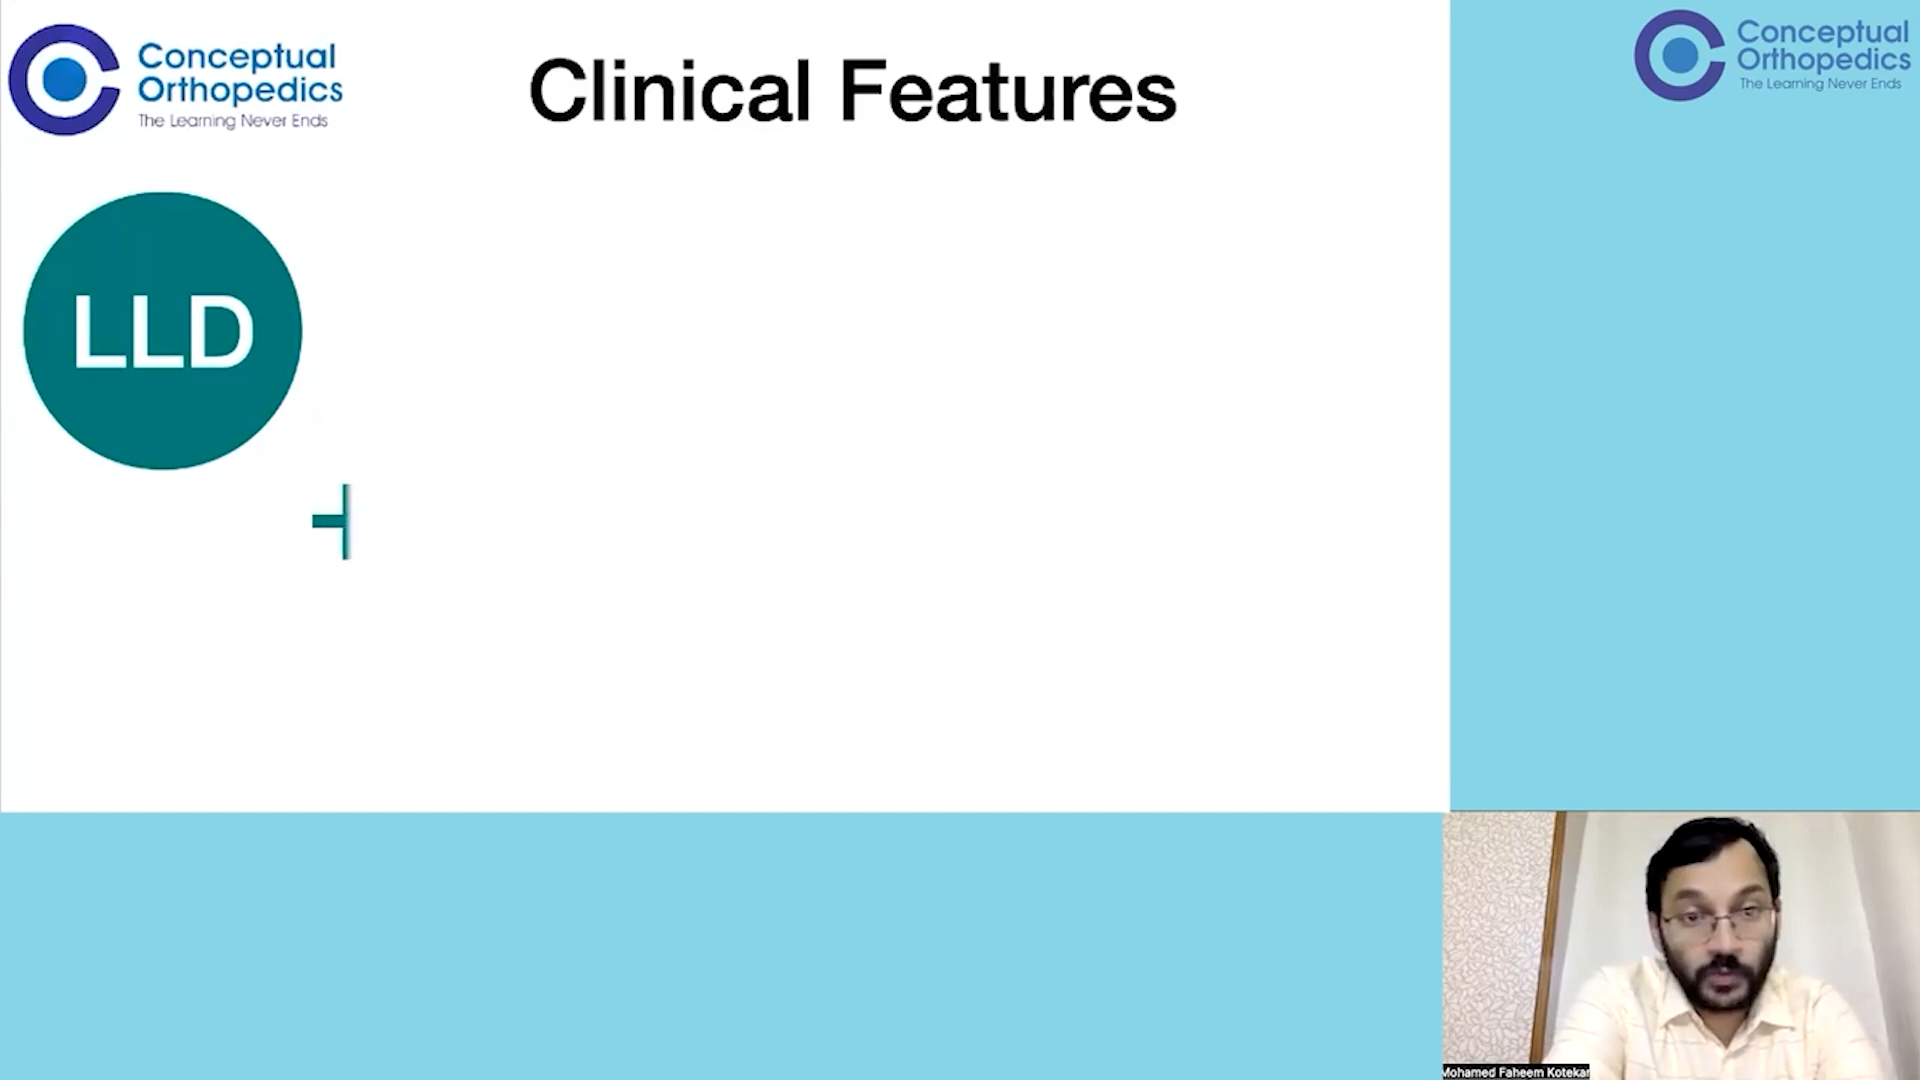 Conceptual
Orthopedics
The Learning Never Ends
Clinical Features
Conceptual
Orthopedics
The Learning Never Ends
LLD
Mohamed Faheem Kotekar